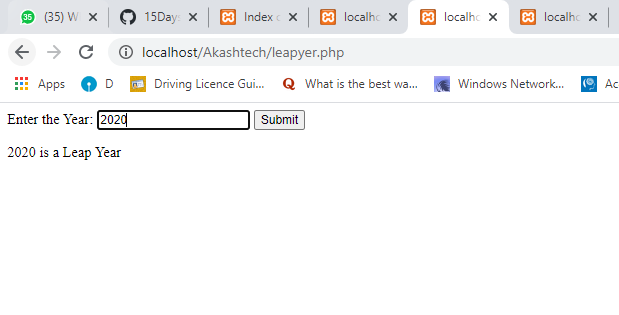 (35) W
15Day
Index
localho
localho
localho
localhost/Akashtech/leapyer.php
Apps
D
Driving Licence Gui...
What is the best wa...
Windows Network...
Ac
Enter the Year: 2020 Submit
2020 is a Leap Year